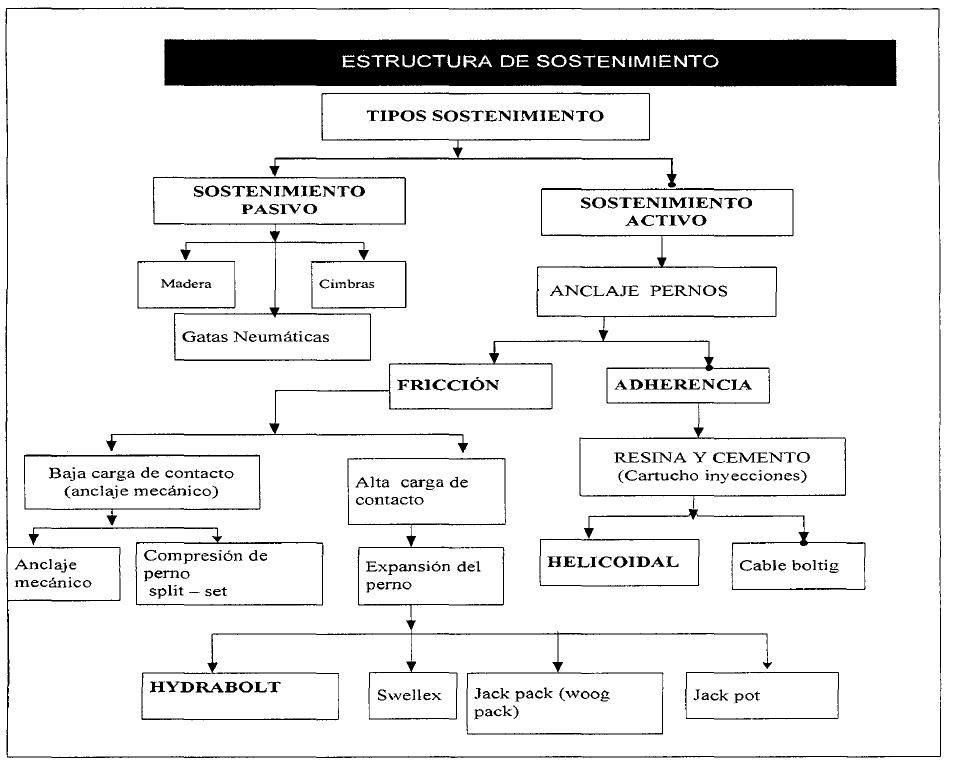 ESTRUCTURA DE SOSTENIMIENTO
TIPOS SOSTENIMIENTO
SOSTENIMIENTO
PASIVO
SOSTENIMIENTO
ACTIVO
Madera
Cimbras
Gatas Neumáticas
ANCLAJE PERNOS
FRICCIÓN
ADHERENCIA
Baja carga de contacto
(anclaje mecánico)
Alta carga de
contacto
RESINA Y CEMENTO
(Cartucho inyecciones)
Anclaje
mecánico
Compresión de
perno
split – set
Expansión del
perno
HELICOIDAL
Cable boltig
HYDRABOLT
Swellex
Jack pack (woog
pack)
Jack pot